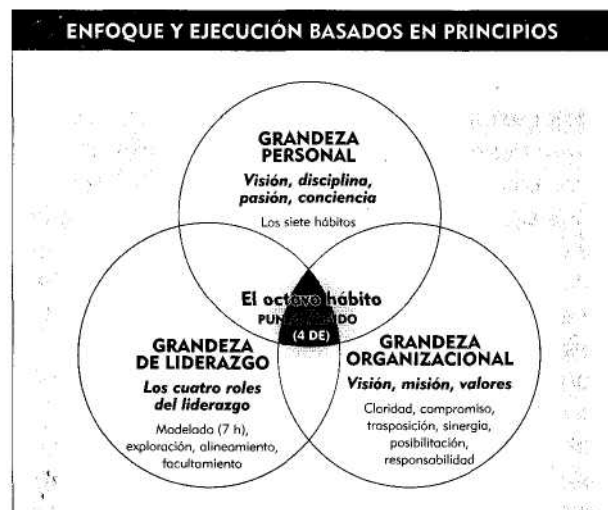 ENFOQUE Y EJECUCIÓN BASADOS EN PRINCIPIOS
GRANDEZA
PERSONAL
Visión, disciplina,
pasión, conciencia
Los siete hábitos
El octavo hábito
(4 DE)
GRANDEZA
DE LIDERAZGO
Los cuatro roles
del liderazgo
Modelado (7 h),
exploración, alineamiento,
facultamiento
GRANDEZA
ORGANIZACIONAL
Visión, misión, valores
Claridad, compromiso,
trasposición, sinergia,
posibilitación,
responsabilidad